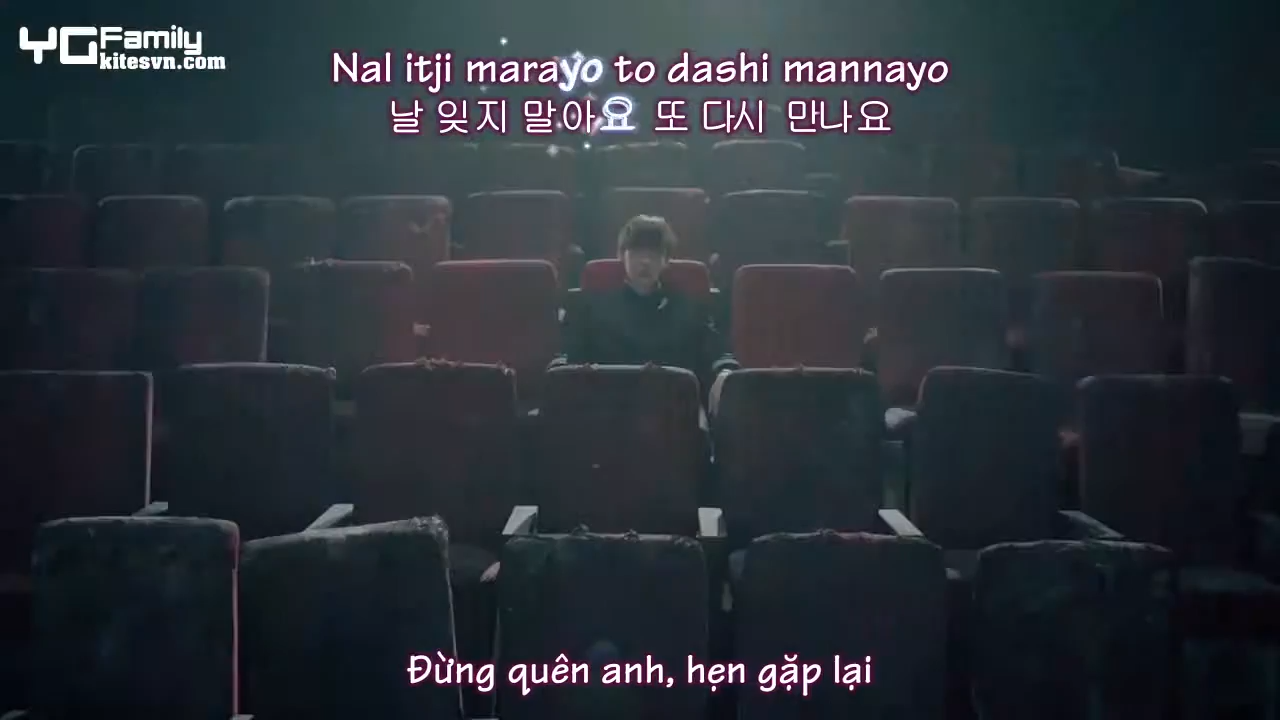 YG Family
kitesvn.com
Nal itji marayo to dashi mannayo
날 잊지 말아요 또 다시 만나요
Đừng quên anh, hẹn gặp lại